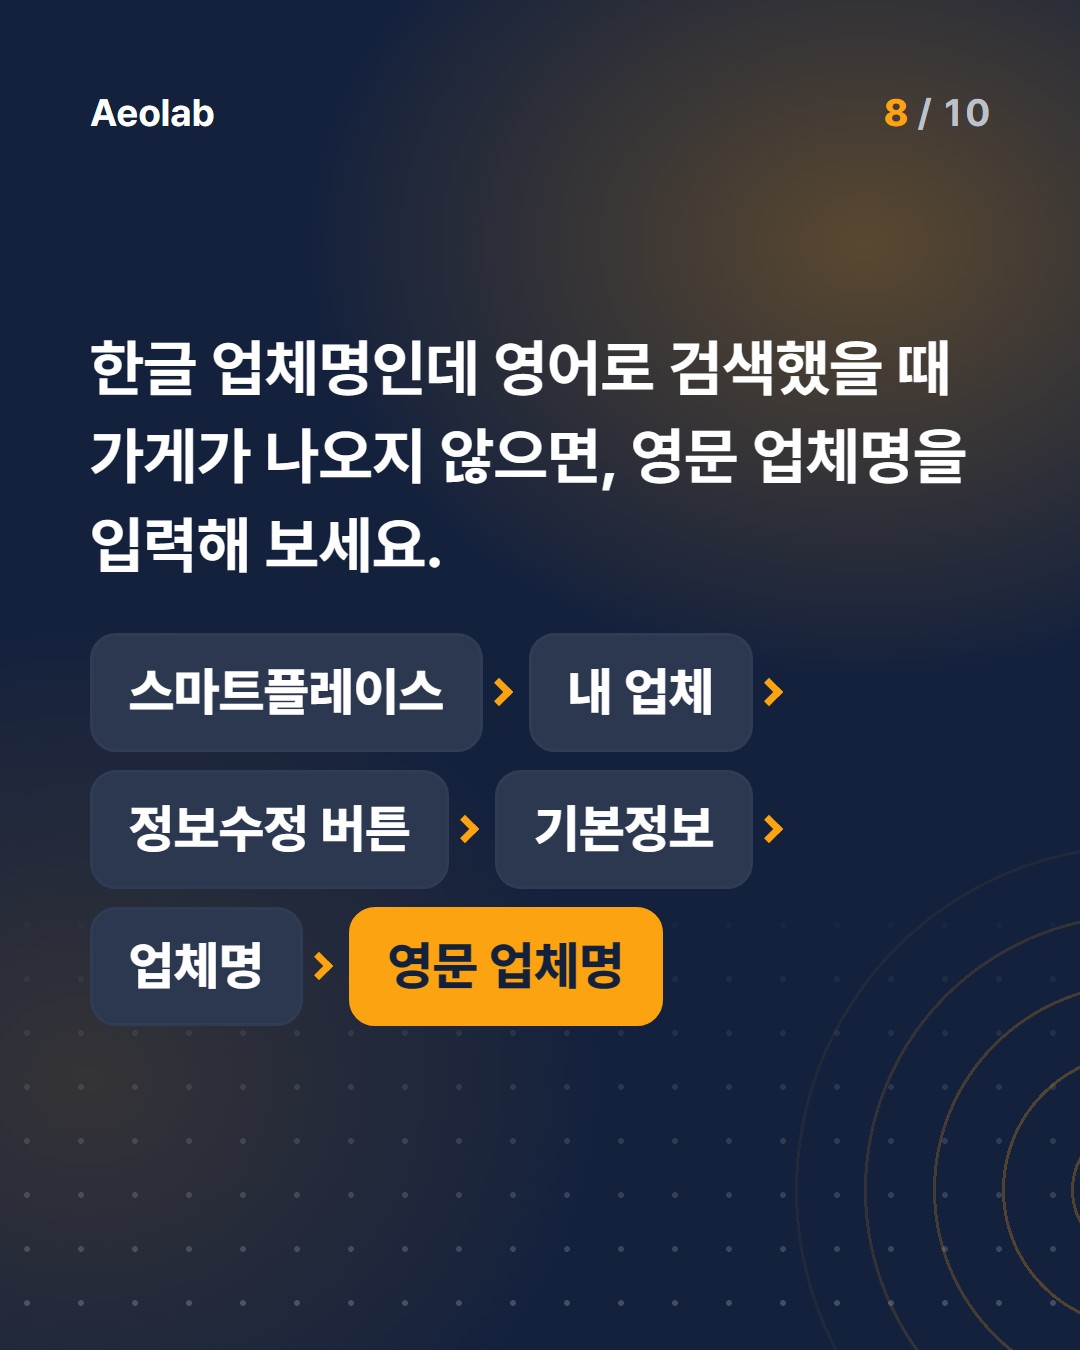 Aeolab
8 / 10
한글 업체명인데 영어로 검색했을 때
가게가 나오지 않으면, 영문 업체명을
입력해 보세요.
스마트플레이스 > 내 업체 >
정보수정 버튼 > 기본정보 >
업체명 > 영문 업체명